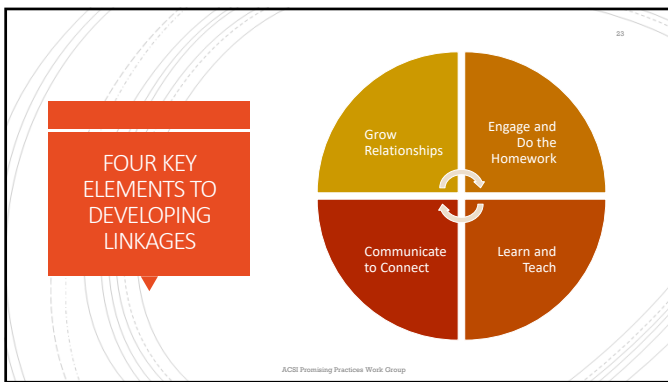 23
FOUR KEY
ELEMENTS TO
DEVELOPING
LINKAGES
Grow
Relationships
Engage and
Do the
Homework
Communicate
to Connect
Learn and
Teach
ACSI Promising Practices Work Group